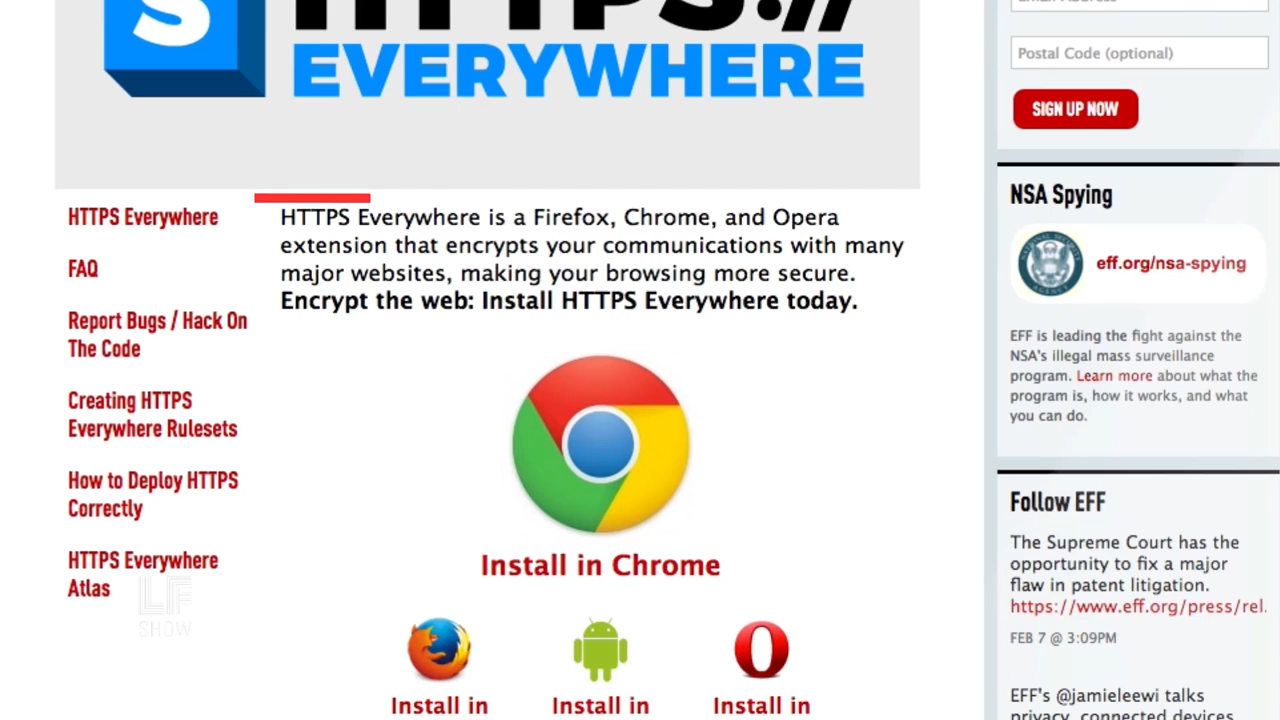 S
HTTPS://
EVERYWHERE
HTTPS Everywhere
FAQ
Report Bugs / Hack On
The Code
Creating HTTPS
Everywhere Rulesets
How to Deploy HTTPS
Correctly
HTTPS Everywhere
Atlas
LF
SHOW
HTTPS Everywhere is a Firefox, Chrome, and Opera
extension that encrypts your communications with many
major websites, making your browsing more secure.
Encrypt the web: Install HTTPS Everywhere today.
Install in Chrome
Install in
Install in
Install in
Email Address
Postal Code (optional)
SIGN UP NOW
NSA Spying
eff.org/nsa-spying
EFF is leading the fight against the
NSA's illegal mass surveillance
program. Learn more about what the
program is, how it works, and what
you can do.
Follow EFF
The Supreme Court has the
opportunity to fix a major
flaw in patent litigation.
https://www.eff.org/press/rel.
FEB 7 @ 3:09PM
EFF's @jamieleewi talks
privacy, connected devices